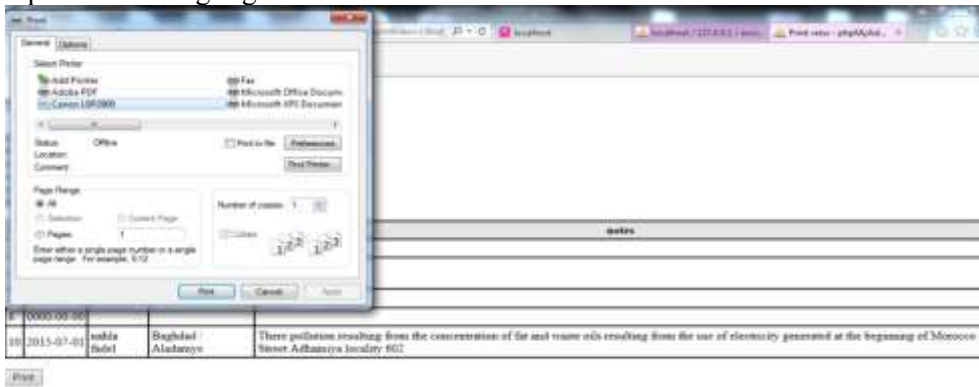 Print
General Options
Select Printer
Add Printer
Fax
Adobe PDF
Microsoft Office Docum
Canon LBP2900
Microsoft XPS Documen
Status: Offline
Print to file
Preferences
Location:
Comment:
Find Printer...
Page Range
All
Number of copies: 1
Selection
Current Page
Pages: 1
Enter either a single page number or a single
page range. For example, 5-12
Print Cancel Apply
localhost
Print view - phpMyAd...
notes
8 0000-00-00
10 2015-07-01 nahla
fadel
Baghdad /
Aladamye
There pollution resulting from the concentration of fat and waste oils resulting from the use of electricity generated at the beginning of Morocco
Street Adhamiya locality 602
Print